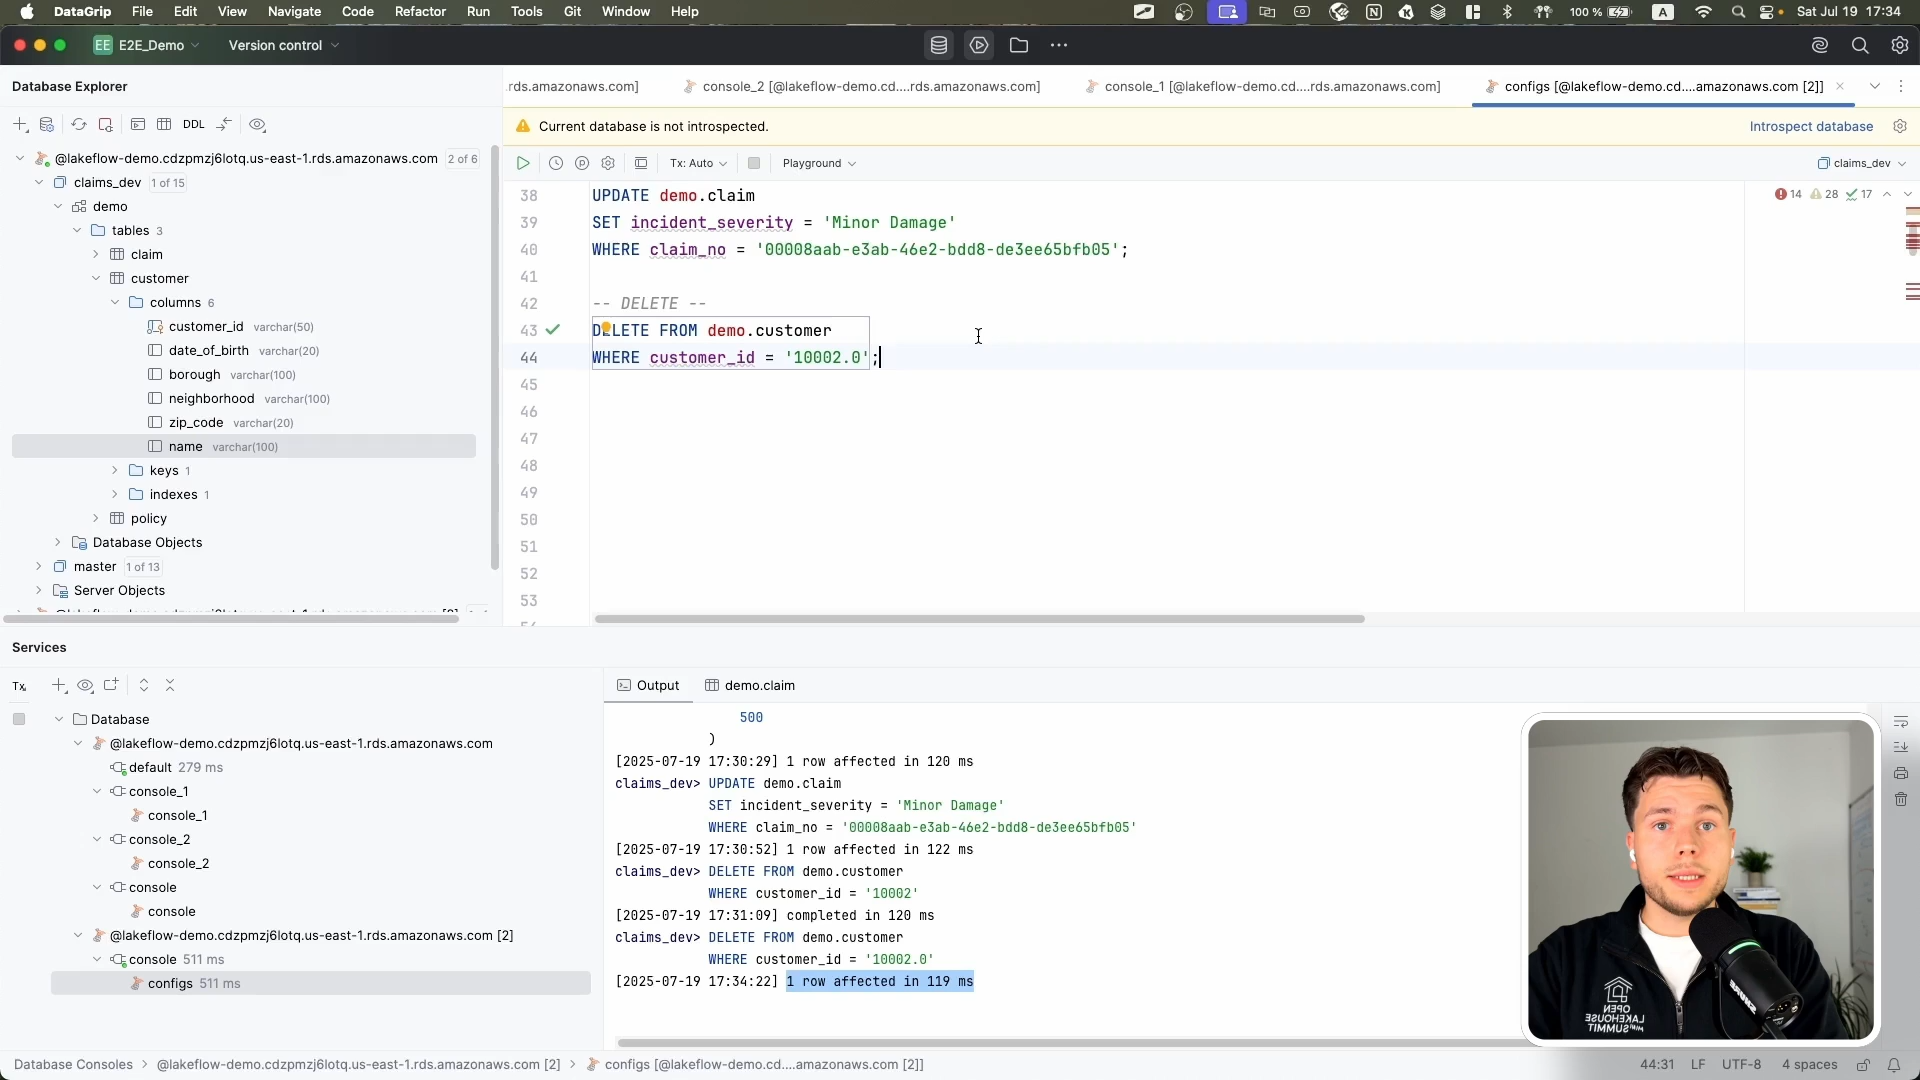 DataGrip File Edit View Navigate Code Refactor Run Tools Git Window Help 100 % A Sat Jul 19 17:34
EE E2E_Demo Version control
Database Explorer
rds.amazonaws.com] console_2 [@lakeflow-demo.cd....rds.amazonaws.com] console_1 [@lakeflow-demo.cd....rds.amazonaws.com] configs [@lakeflow-demo.cd....amazonaws.com [2]]
DDL
Current database is not introspected. Introspect database
Tx: Auto Playground claims_dev
@lakeflow-demo.cdzpmzj6lotq.us-east-1.rds.amazonaws.com 2 of 6
claims_dev 1 of 15
demo
tables 3
claim
customer
columns 6
customer_id varchar(50)
date_of_birth varchar(20)
borough varchar(100)
neighborhood varchar(100)
zip_code varchar(20)
name varchar(100)
keys 1
indexes 1
policy
Database Objects
master 1 of 13
Server Objects
14 28 17
38 UPDATE demo.claim
39 SET incident_severity = 'Minor Damage'
40 WHERE claim_no = '00008aab-e3ab-46e2-bdd8-de3ee65bfb05';
41
42 -- DELETE --
43 DELETE FROM demo.customer
44 WHERE customer_id = '10002.0';
45
46
47
48
49
50
51
52
53
Services
Tx
Database
@lakeflow-demo.cdzpmzj6lotq.us-east-1.rds.amazonaws.com
default 279 ms
console_1
console_1
console_2
console_2
console
console
@lakeflow-demo.cdzpmzj6lotq.us-east-1.rds.amazonaws.com [2]
console 511 ms
configs 511 ms
Output demo.claim
500
)
[2025-07-19 17:30:29] 1 row affected in 120 ms
claims_dev> UPDATE demo.claim
SET incident_severity = 'Minor Damage'
WHERE claim_no = '00008aab-e3ab-46e2-bdd8-de3ee65bfb05'
[2025-07-19 17:30:52] 1 row affected in 122 ms
claims_dev> DELETE FROM demo.customer
WHERE customer_id = '10002'
[2025-07-19 17:31:09] completed in 120 ms
claims_dev> DELETE FROM demo.customer
WHERE customer_id = '10002.0'
[2025-07-19 17:34:22] 1 row affected in 119 ms
OPEN
LAKEHOUSE
MINI SUMMIT
SHURE
Database Consoles @lakeflow-demo.cdzpmzj6lotq.us-east-1.rds.amazonaws.com [2] configs [@lakeflow-demo.cd....amazonaws.com [2]] 44:31 LF UTF-8 4 spaces